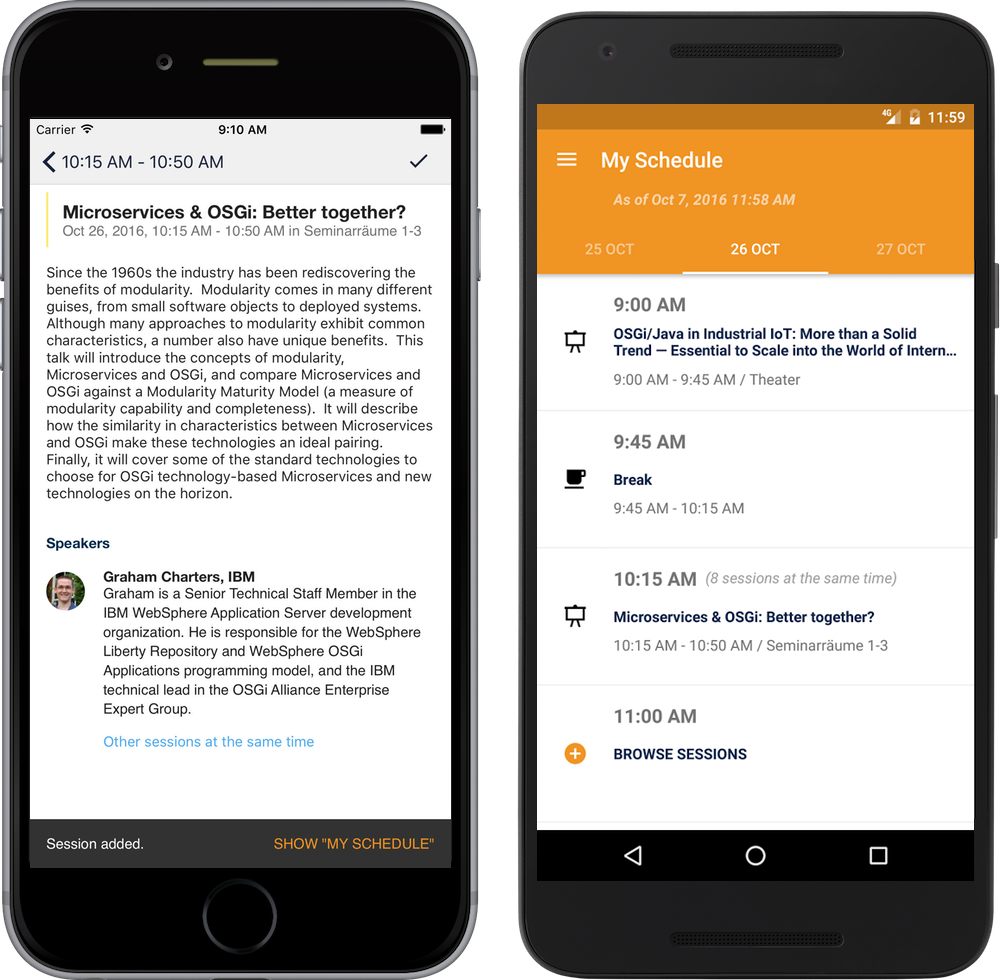 Carrier
9:10 AM
10:15 AM - 10:50 AM
Microservices & OSGi: Better together?
Oct 26, 2016, 10:15 AM - 10:50 AM in Seminarräume 1-3
Since the 1960s the industry has been rediscovering the
benefits of modularity.  Modularity comes in many different
guises, from small software objects to deployed systems.
Although many approaches to modularity exhibit common
characteristics, a number also have unique benefits.  This
talk will introduce the concepts of modularity,
Microservices and OSGi, and compare Microservices and
OSGi against a Modularity Maturity Model (a measure of
modularity capability and completeness).  It will describe
how the similarity in characteristics between Microservices
and OSGi make these technologies an ideal pairing.
Finally, it will cover some of the standard technologies to
choose for OSGi technology-based Microservices and new
technologies on the horizon.
Speakers
Graham Charters, IBM
Graham is a Senior Technical Staff Member in the
IBM WebSphere Application Server development
organization. He is responsible for the WebSphere
Liberty Repository and WebSphere OSGi
Applications programming model, and the IBM
technical lead in the OSGi Alliance Enterprise
Expert Group.
Other sessions at the same time
Session added.
SHOW "MY SCHEDULE"
4G
11:59
My Schedule
As of Oct 7, 2016 11:58 AM
25 OCT
26 OCT
27 OCT
9:00 AM
OSGi/Java in Industrial IoT: More than a Solid
Trend — Essential to Scale into the World of Intern...
9:00 AM - 9:45 AM / Theater
9:45 AM
Break
9:45 AM - 10:15 AM
10:15 AM (8 sessions at the same time)
Microservices & OSGi: Better together?
10:15 AM - 10:50 AM / Seminarräume 1-3
11:00 AM
BROWSE SESSIONS